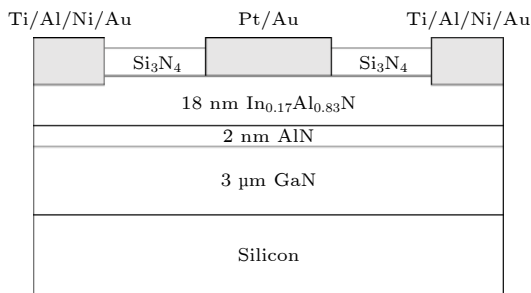 Ti/Al/Ni/Au Pt/Au Ti/Al/Ni/Au
Si₃N₄ Si₃N₄
18 nm In₀.₁₇Al₀.₈₃N
2 nm AlN
3 µm GaN
Silicon